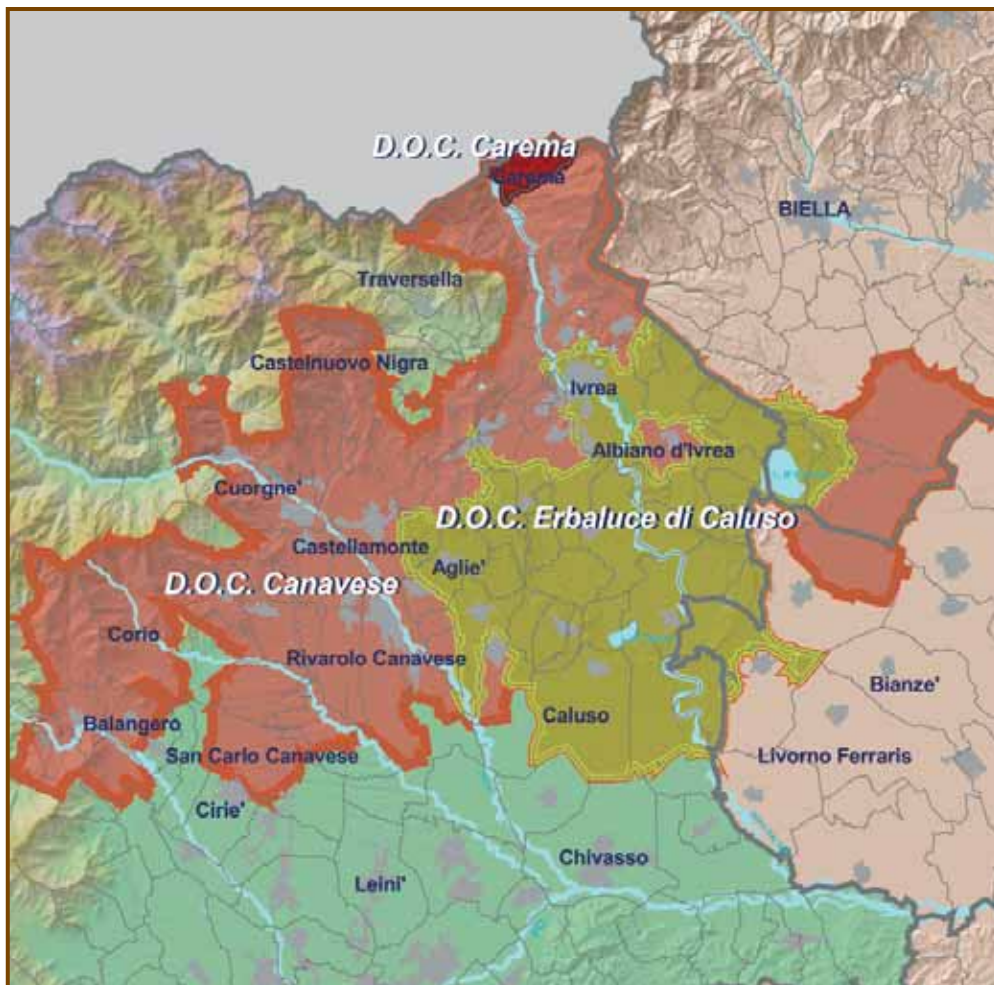 D.O.C. Carema
Carema
BIELLA
Traversella
Castelnuovo Nigra
Ivrea
Albiano d'Ivrea
Cuorgne'
D.O.C. Erbaluce di Caluso
Castellamonte
Aglie'
D.O.C. Canavese
Corio
Rivarolo Canavese
Bianze'
Balangero
Caluso
San Carlo Canavese
Livorno Ferraris
Cirie'
Chivasso
Leini'